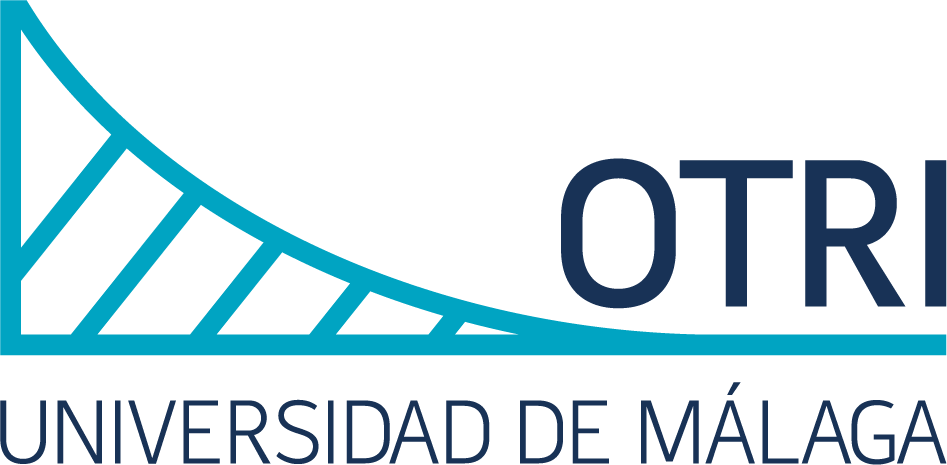 OTRI
UNIVERSIDAD DE MÁLAGA